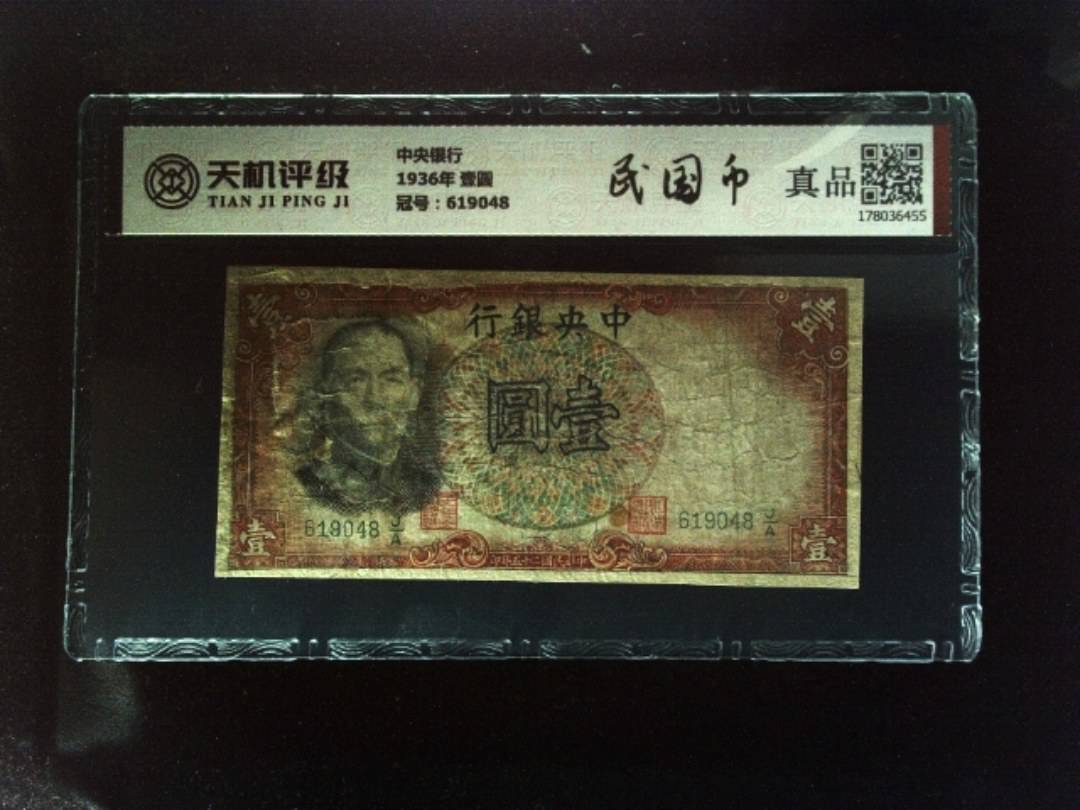 天机评级
TIAN JI PING JI
中央银行
1936年 壹圆
冠号：619048
民国币
真品
178036455
壹
壹
行銀央中
圓壹
619048 J/A
619048 J/A
壹
壹